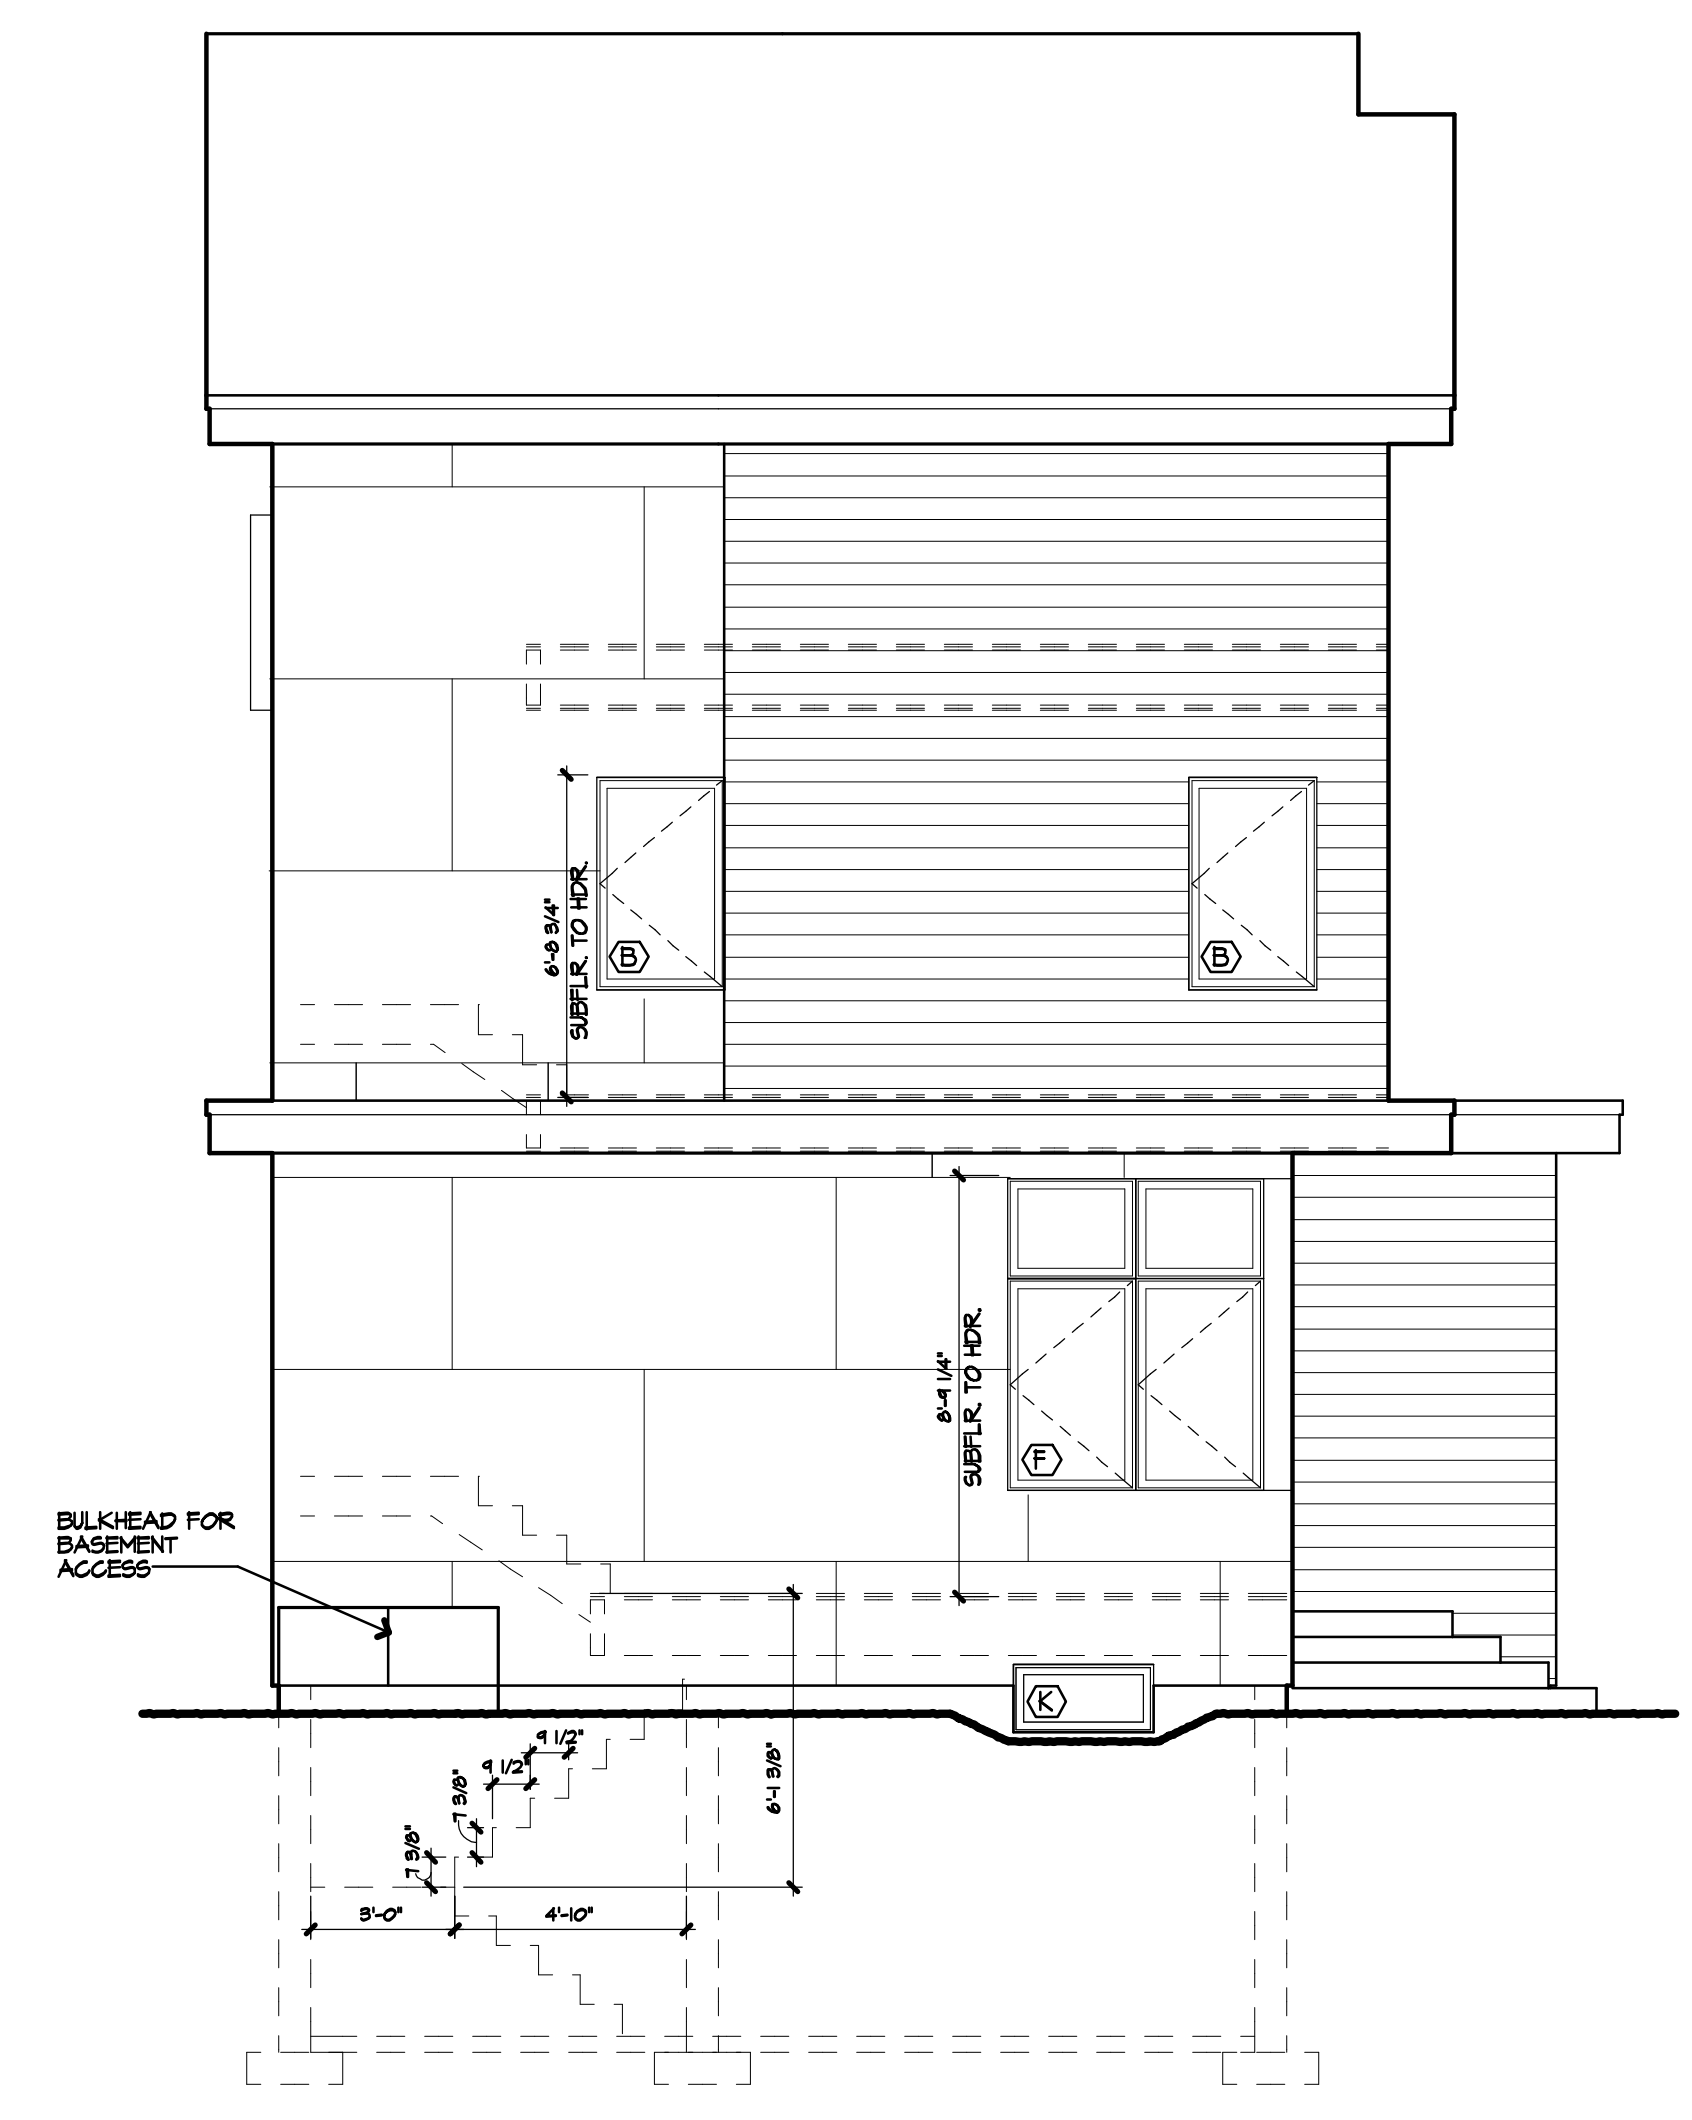 6'-8 3/4"
SUBFLR. TO HDR.
B
B
8'-9 1/4"
SUBFLR. TO HDR.
F
BULKHEAD FOR
BASEMENT
ACCESS
K
9 1/2"
9 1/2"
7 3/8"
7 3/8"
6'-1 3/8"
3'-0"
4'-10"